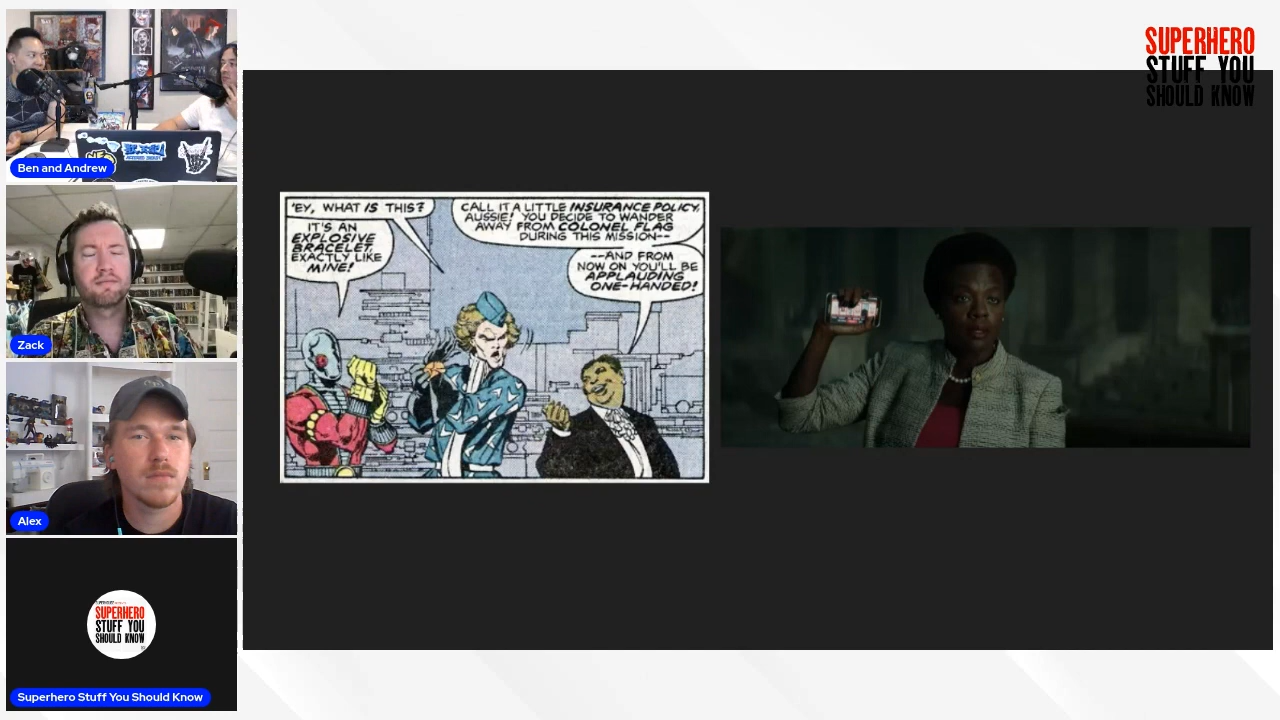 SUPERHERO
STUFF YOU
SHOULD KNOW
Ben and Andrew
Zack
Alex
SUPERHERO
STUFF YOU
SHOULD KNOW
Superhero Stuff You Should Know
'EY, WHAT IS THIS?
IT'S AN
EXPLOSIVE
BRACELET,
EXACTLY LIKE
MINE!
CALL IT A LITTLE INSURANCE POLICY,
AUSSIE! YOU DECIDE TO WANDER
AWAY FROM COLONEL FLAG
DURING THIS MISSION--
--AND FROM
NOW ON YOU'LL BE
APPLAUDING
ONE-HANDED!